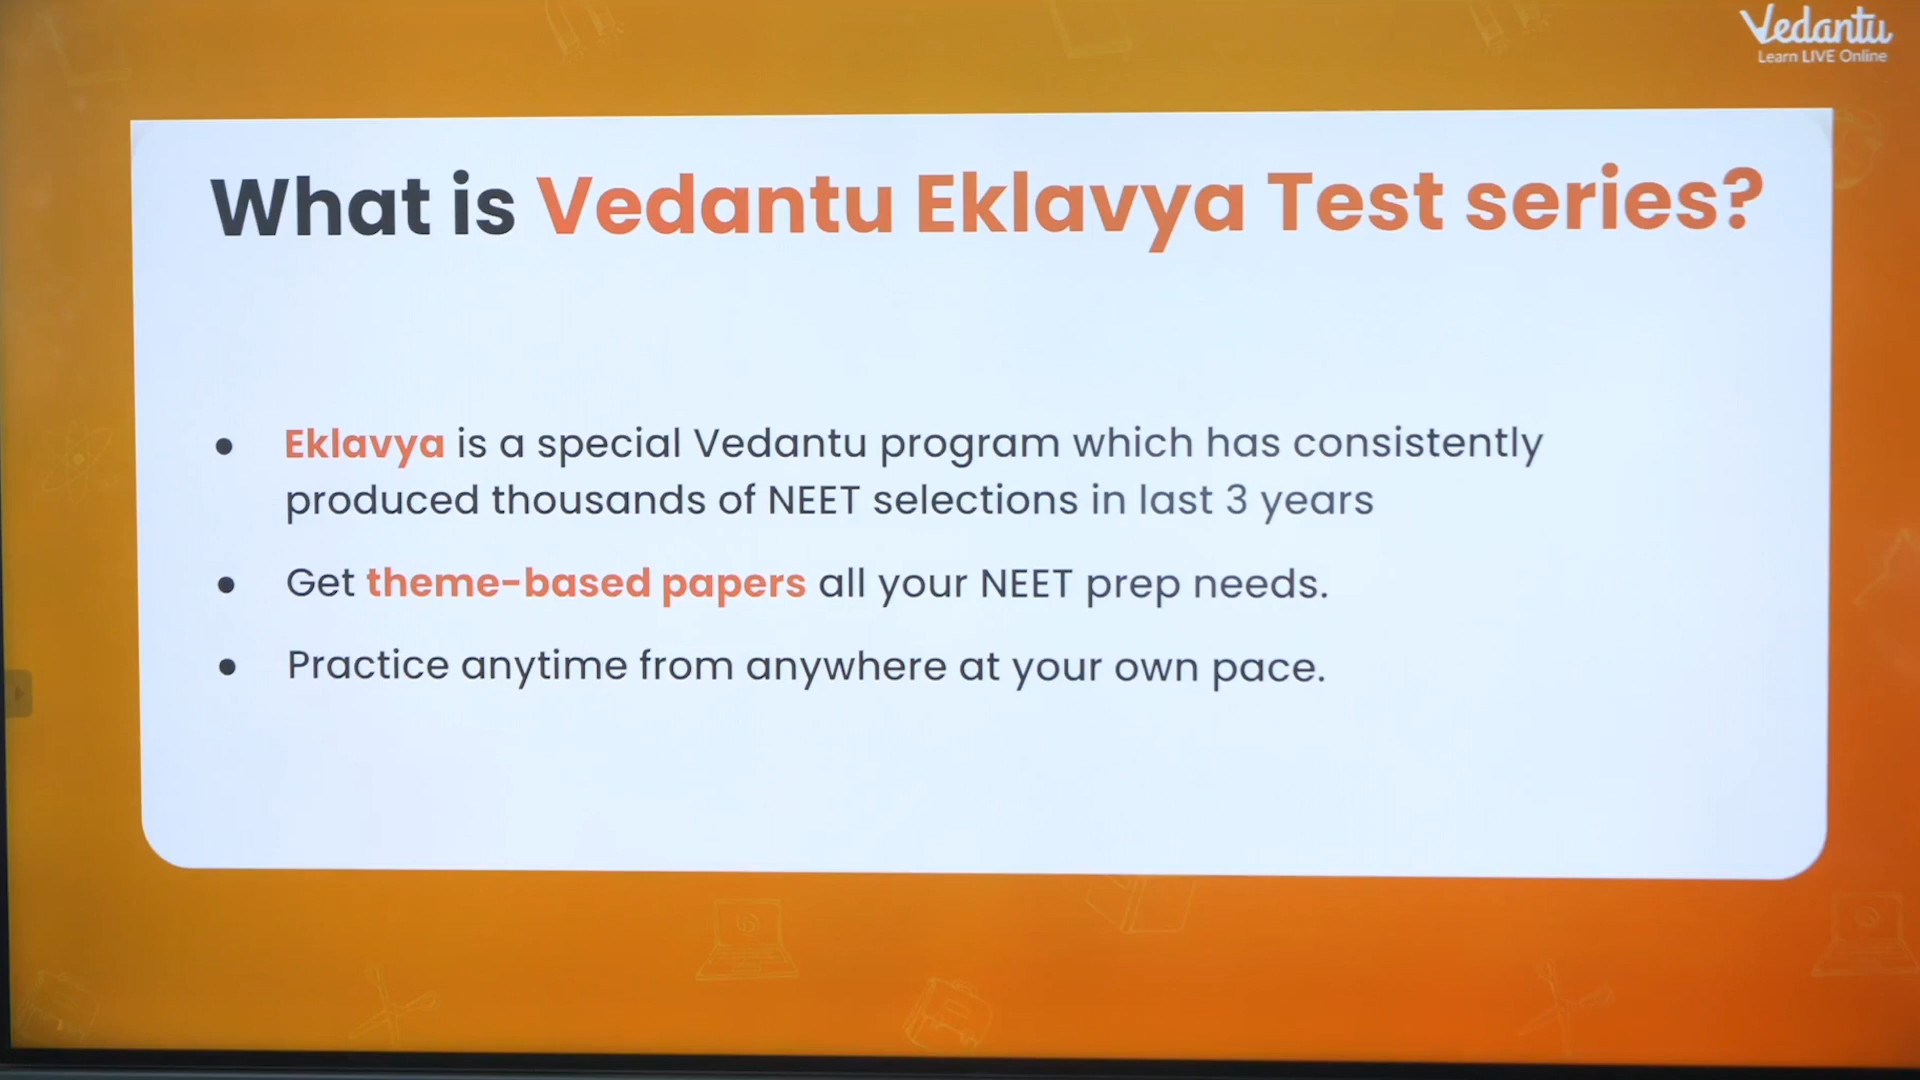 Vedantu
Learn LIVE Online
What is Vedantu Eklavya Test series?
● Eklavya is a special Vedantu program which has consistently
produced thousands of NEET selections in last 3 years
● Get theme-based papers all your NEET prep needs.
● Practice anytime from anywhere at your own pace.